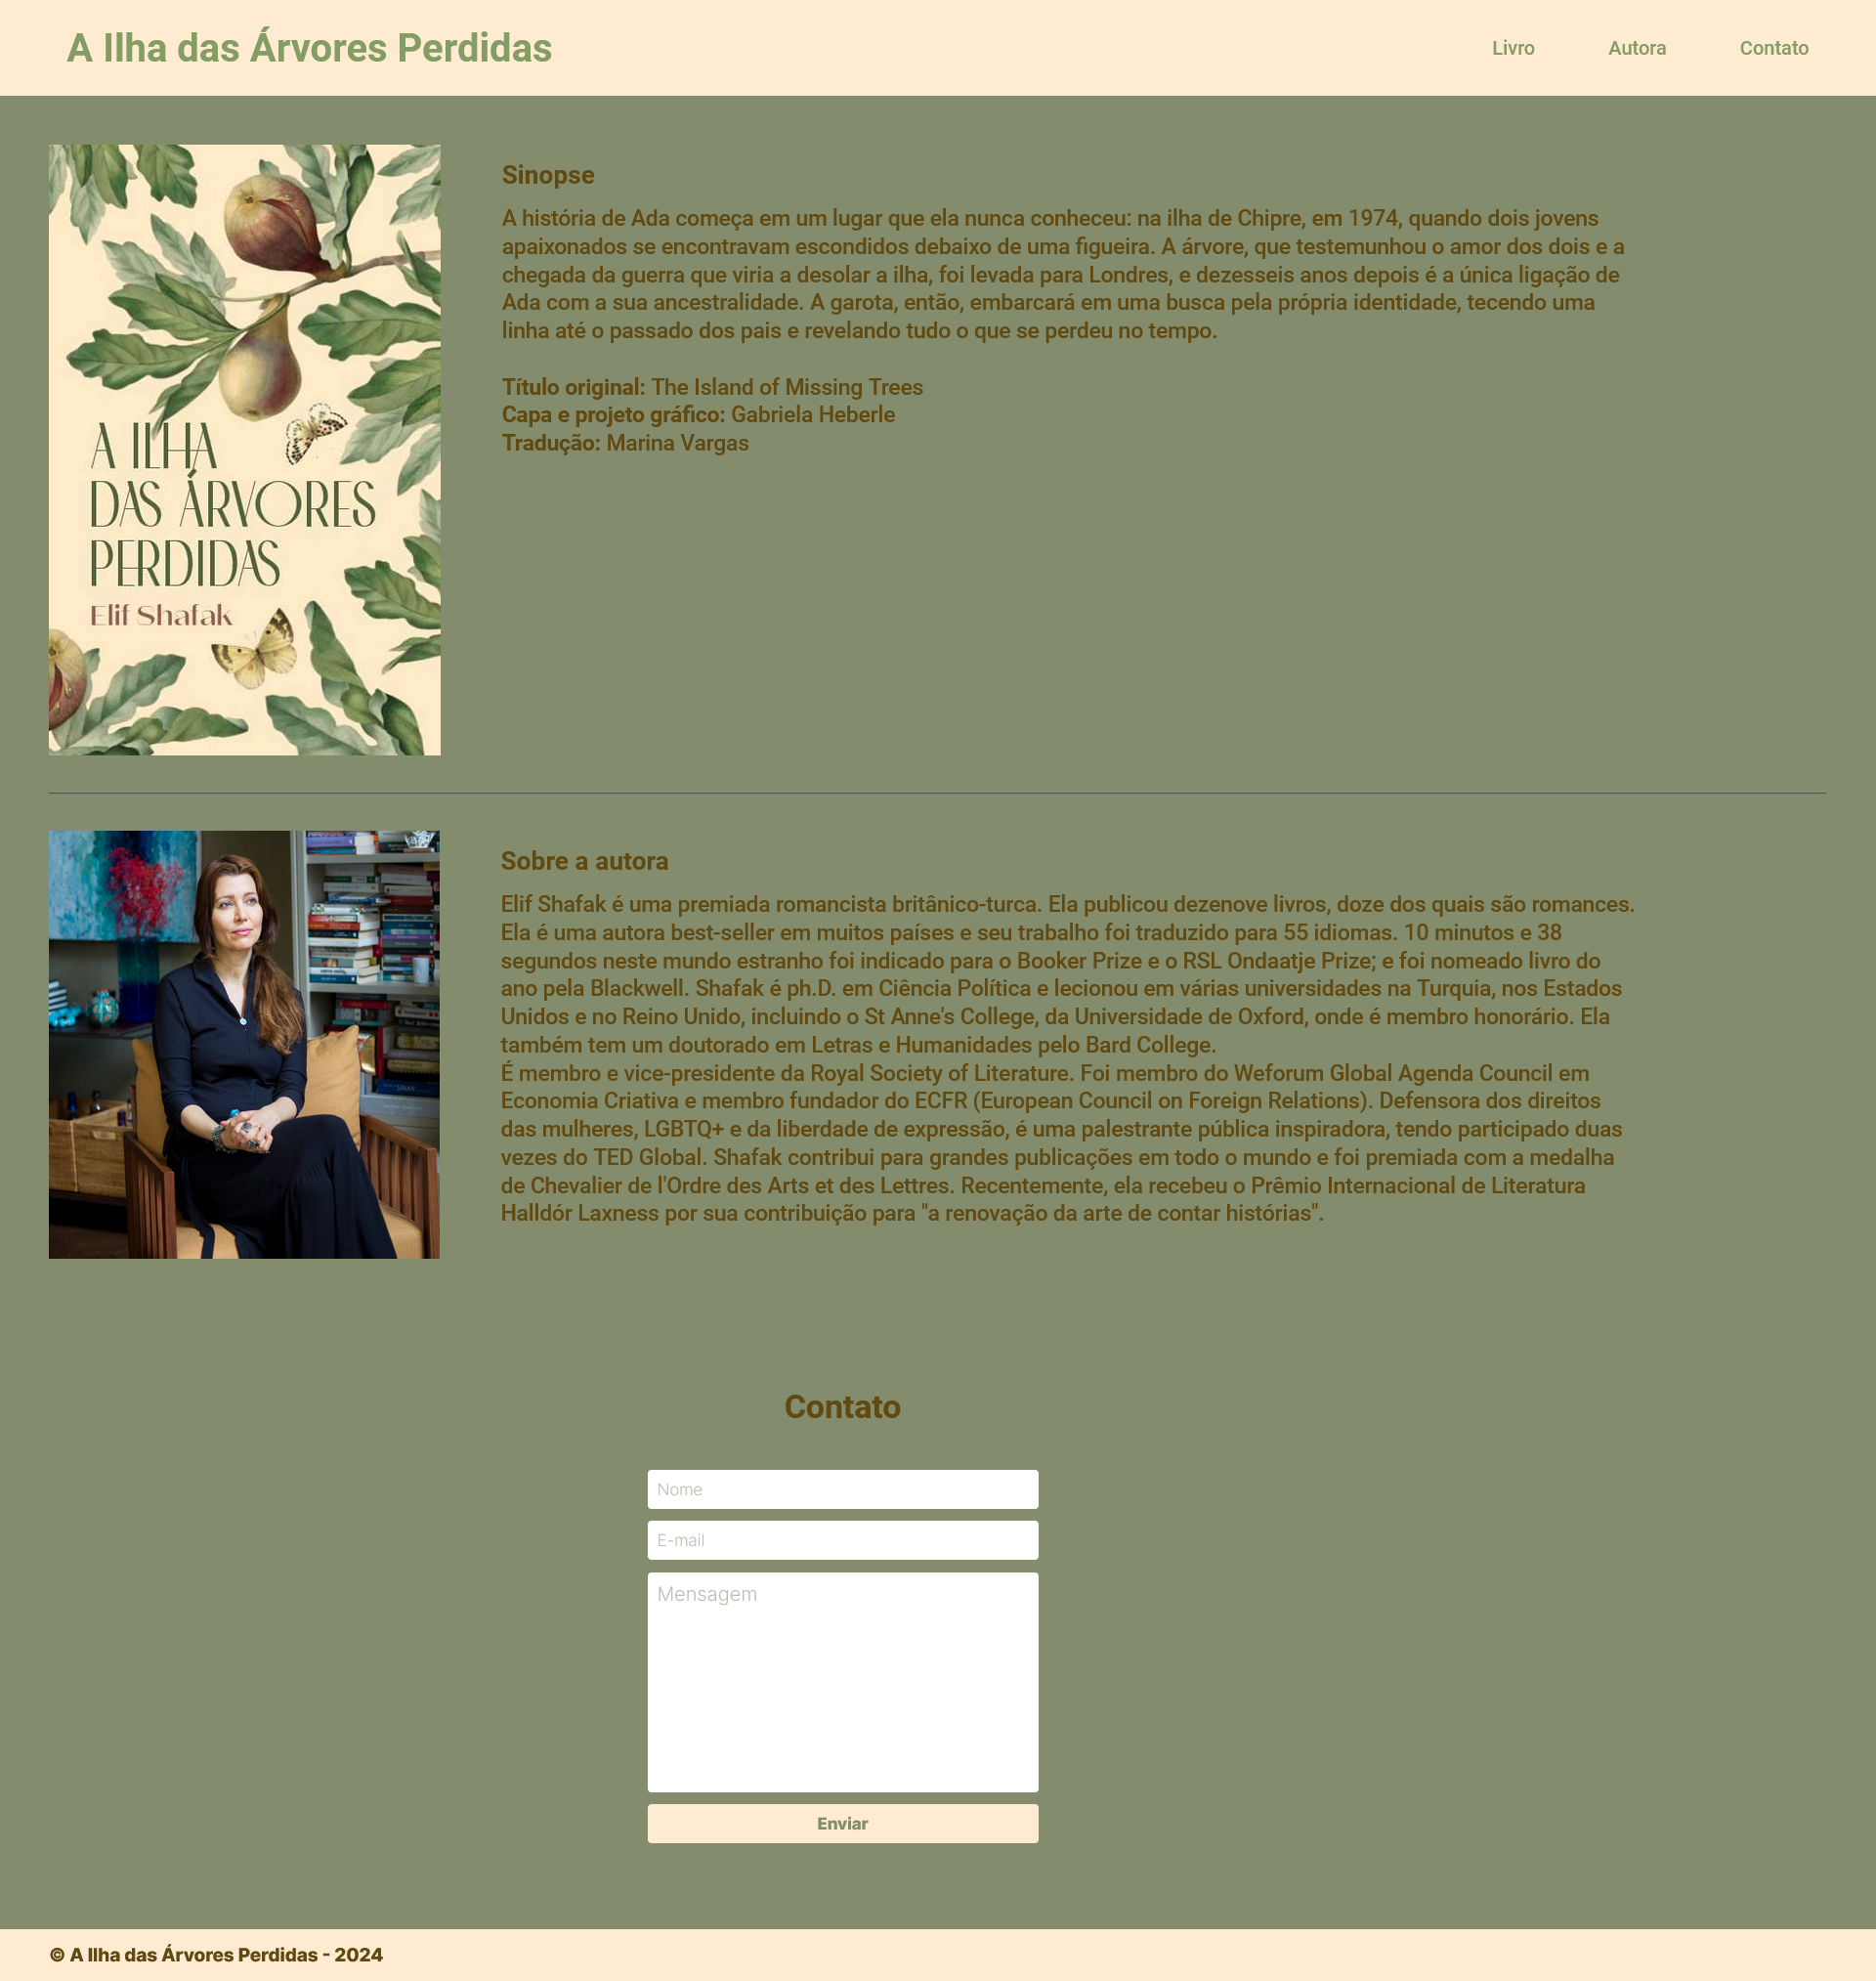 A Ilha das Árvores Perdidas
Livro
Autora
Contato
A ILHA
DAS ÁRVORES
PERDIDAS
Elif Shafak
Sinopse
A história de Ada começa em um lugar que ela nunca conheceu: na ilha de Chipre, em 1974, quando dois jovens
apaixonados se encontravam escondidos debaixo de uma figueira. A árvore, que testemunhou o amor dos dois e a
chegada da guerra que viria a desolar a ilha, foi levada para Londres, e dezesseis anos depois é a única ligação de
Ada com a sua ancestralidade. A garota, então, embarcará em uma busca pela própria identidade, tecendo uma
linha até o passado dos pais e revelando tudo o que se perdeu no tempo.
Título original: The Island of Missing Trees
Capa e projeto gráfico: Gabriela Heberle
Tradução: Marina Vargas
Sobre a autora
Elif Shafak é uma premiada romancista britânico-turca. Ela publicou dezenove livros, doze dos quais são romances.
Ela é uma autora best-seller em muitos países e seu trabalho foi traduzido para 55 idiomas. 10 minutos e 38
segundos neste mundo estranho foi indicado para o Booker Prize e o RSL Ondaatje Prize; e foi nomeado livro do
ano pela Blackwell. Shafak é ph.D. em Ciência Política e lecionou em várias universidades na Turquia, nos Estados
Unidos e no Reino Unido, incluindo o St Anne's College, da Universidade de Oxford, onde é membro honorário. Ela
também tem um doutorado em Letras e Humanidades pelo Bard College.
É membro e vice-presidente da Royal Society of Literature. Foi membro do Weforum Global Agenda Council em
Economia Criativa e membro fundador do ECFR (European Council on Foreign Relations). Defensora dos direitos
das mulheres, LGBTQ+ e da liberdade de expressão, é uma palestrante pública inspiradora, tendo participado duas
vezes do TED Global. Shafak contribui para grandes publicações em todo o mundo e foi premiada com a medalha
de Chevalier de l'Ordre des Arts et des Lettres. Recentemente, ela recebeu o Prêmio Internacional de Literatura
Halldór Laxness por sua contribuição para "a renovação da arte de contar histórias".
Contato
Nome
E-mail
Mensagem
Enviar
© A Ilha das Árvores Perdidas - 2024